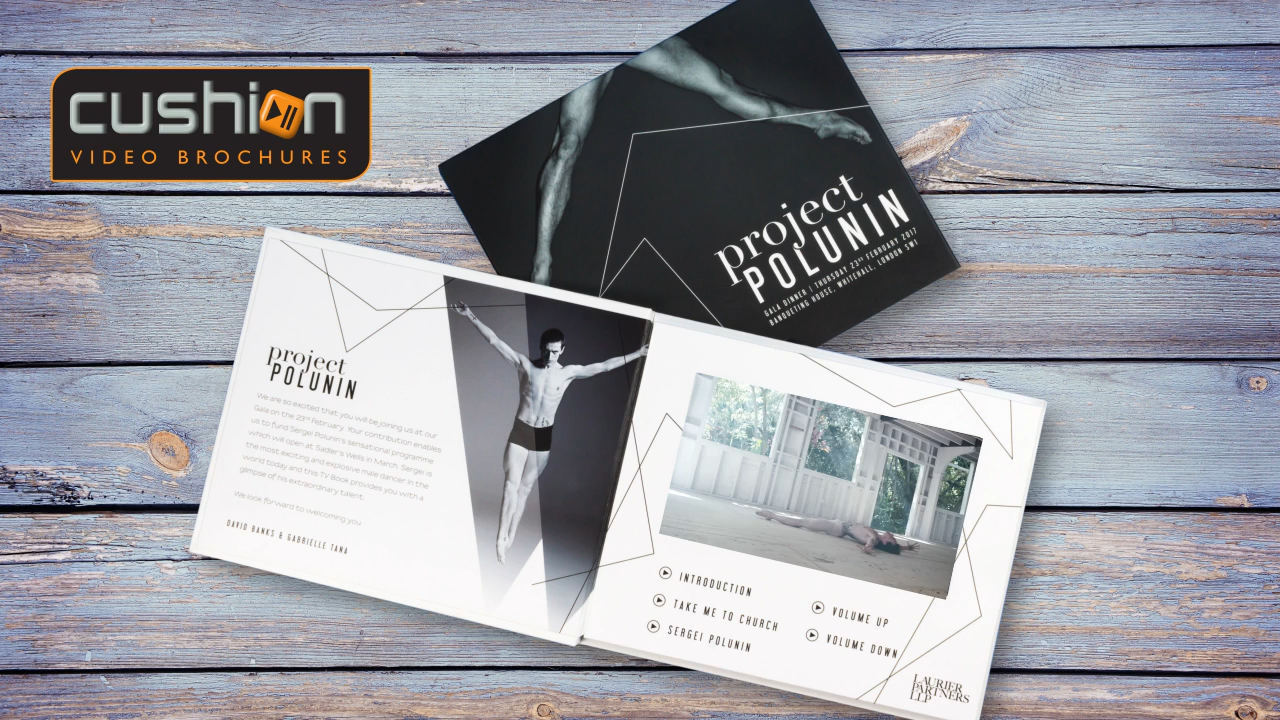 cushion
VIDEO BROCHURES
project
POLUNIN
GALA DINNER | THURSDAY 23RD FEBRUARY 2017
BANQUETING HOUSE, WHITEHALL, LONDON SW1
project
POLUNIN
We are so excited that you will be joining us at our
Gala on the 23rd February. Your contribution enables
us to fund Sergei Polunin's sensational programme
which will open at Sadler's Wells in March. Sergei is
the most exciting and explosive male dancer in the
world today and this TV Book provides you with a
glimpse of his extraordinary talent.
We look forward to welcoming you
DAVID BANKS & GABRIELLE TANA
INTRODUCTION
TAKE ME TO CHURCH
SERGEI POLUNIN
VOLUME UP
VOLUME DOWN
LAURIER
PARTNERS
LLP